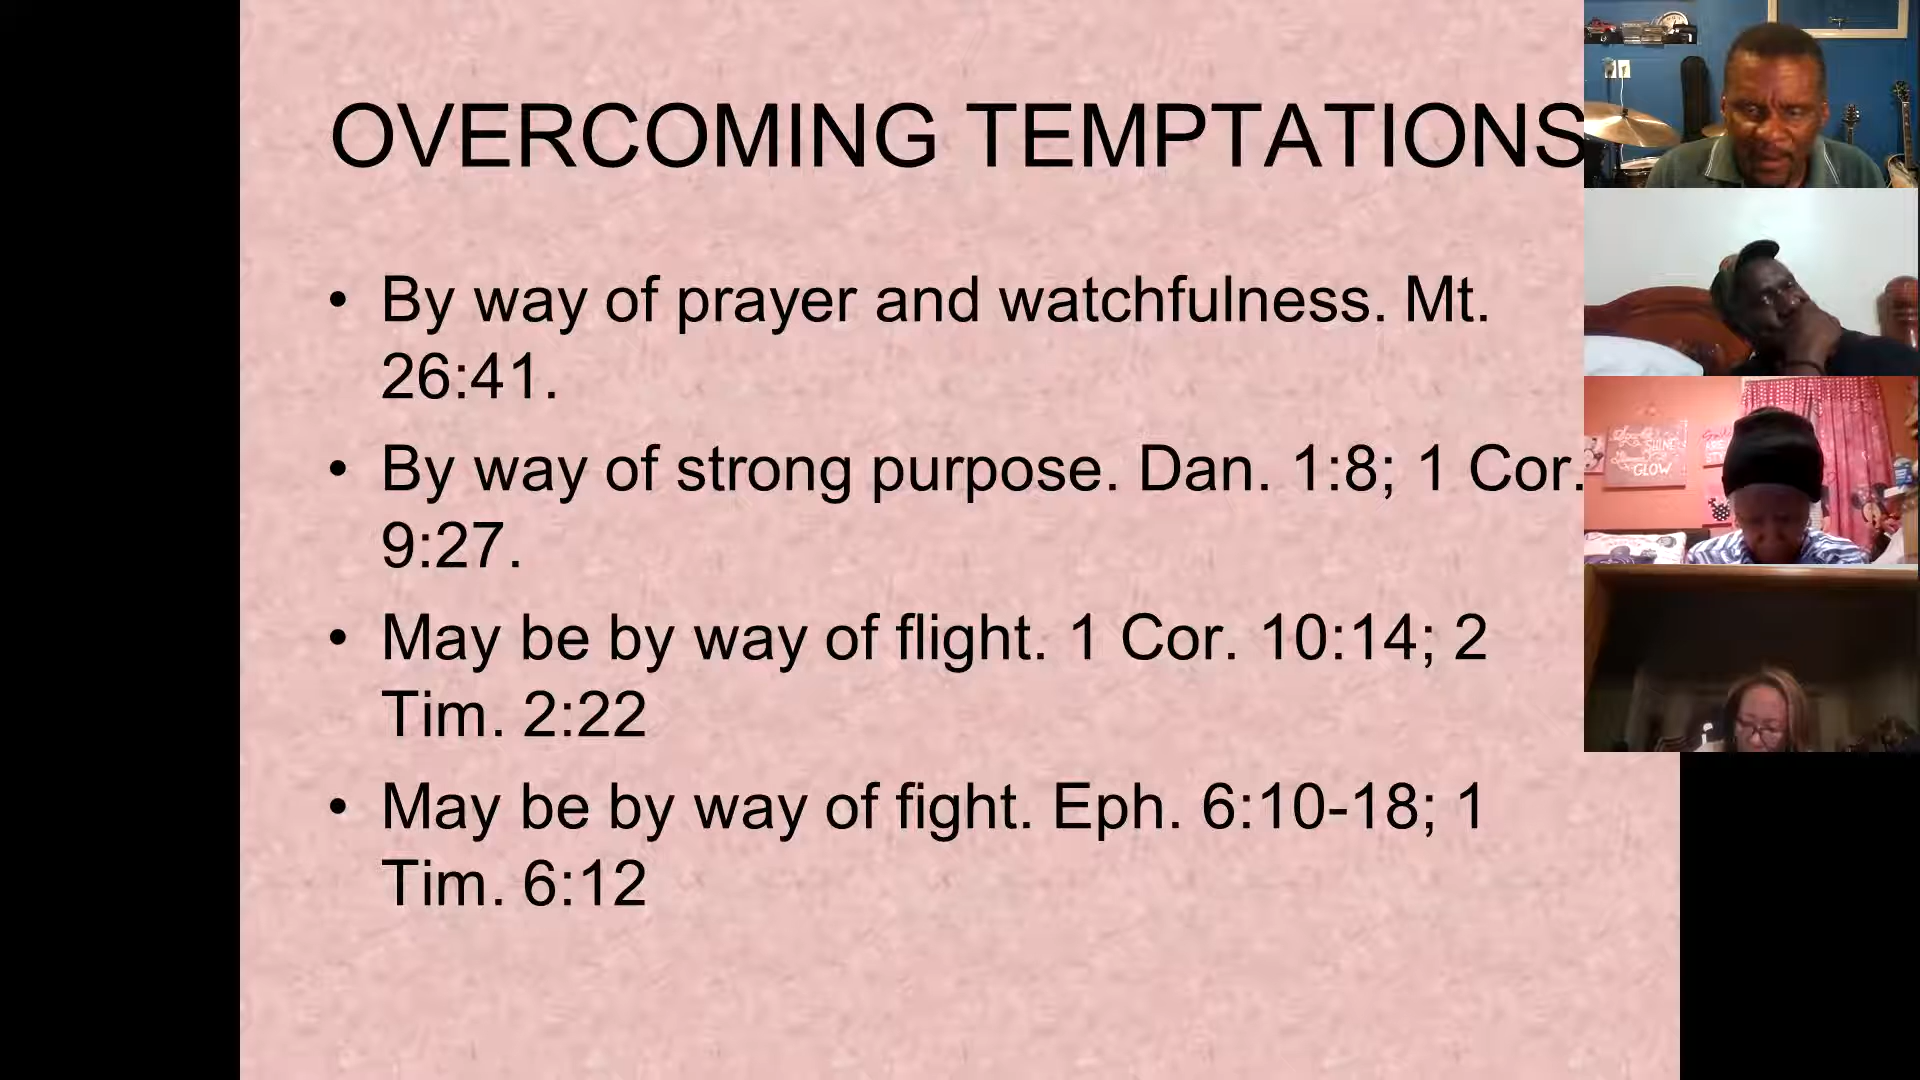 OVERCOMING TEMPTATIONS
• By way of prayer and watchfulness. Mt.
26:41.
• By way of strong purpose. Dan. 1:8; 1 Cor.
9:27.
• May be by way of flight. 1 Cor. 10:14; 2
Tim. 2:22
• May be by way of fight. Eph. 6:10-18; 1
Tim. 6:12
SHINE
GLOW